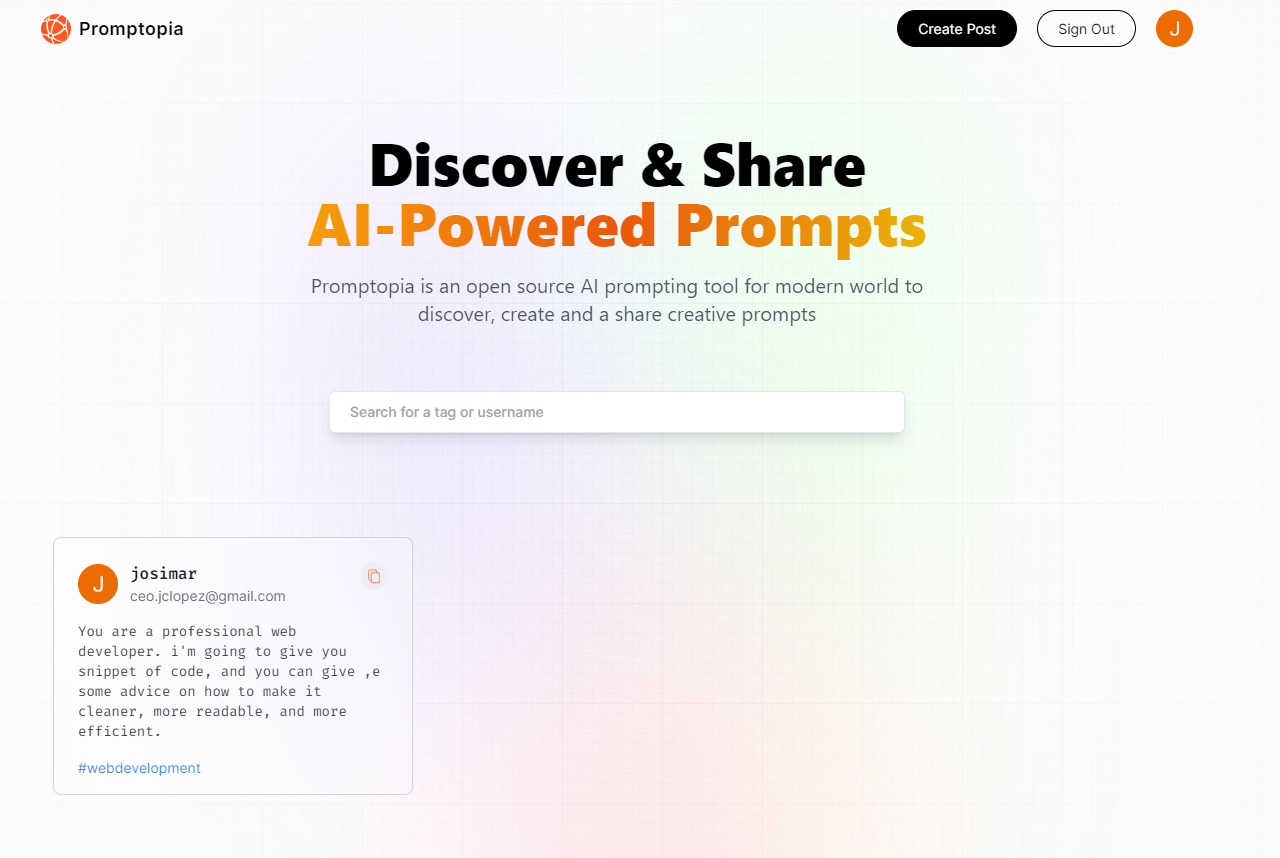 Promptopia
Create Post
Sign Out
J
Discover & Share
AI-Powered Prompts
Promptopia is an open source AI prompting tool for modern world to
discover, create and a share creative prompts
Search for a tag or username
J
josimar
ceo.jclopez@gmail.com
You are a professional web
developer. i'm going to give you
snippet of code, and you can give ,e
some advice on how to make it
cleaner, more readable, and more
efficient.
#webdevelopment